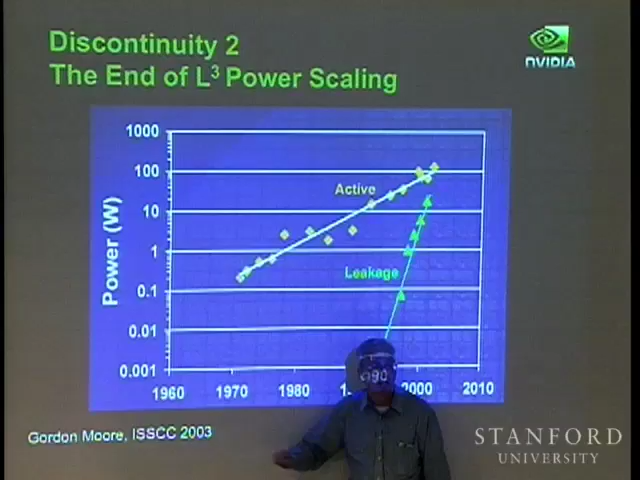 Discontinuity 2
The End of L³ Power Scaling
NVIDIA
1000
100
10
1
0.1
0.01
0.001
Power (W)
Active
Leakage
1960
1970
1980
1990
2000
2010
Gordon Moore, ISSCC 2003
STANFORD
UNIVERSITY